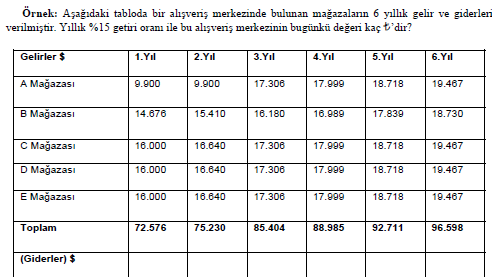 Örnek: Aşağıdaki tabloda bir alışveriş merkezinde bulunan mağazaların 6 yıllık gelir ve giderleri
verilmiştir. Yıllık %15 getiri oranı ile bu alışveriş merkezinin bugünkü değeri kaç ₺'dir?
Gelirler $ 1.Yıl 2.Yıl 3.Yıl 4.Yıl 5.Yıl 6.Yıl
A Mağazası 9.900 9.900 17.306 17.999 18.718 19.467
B Mağazası 14.676 15.410 16.180 16.989 17.839 18.730
C Mağazası 16.000 16.640 17.306 17.999 18.718 19.467
D Mağazası 16.000 16.640 17.306 17.999 18.718 19.467
E Mağazası 16.000 16.640 17.306 17.999 18.718 19.467
Toplam 72.576 75.230 85.404 88.985 92.711 96.598
(Giderler) $